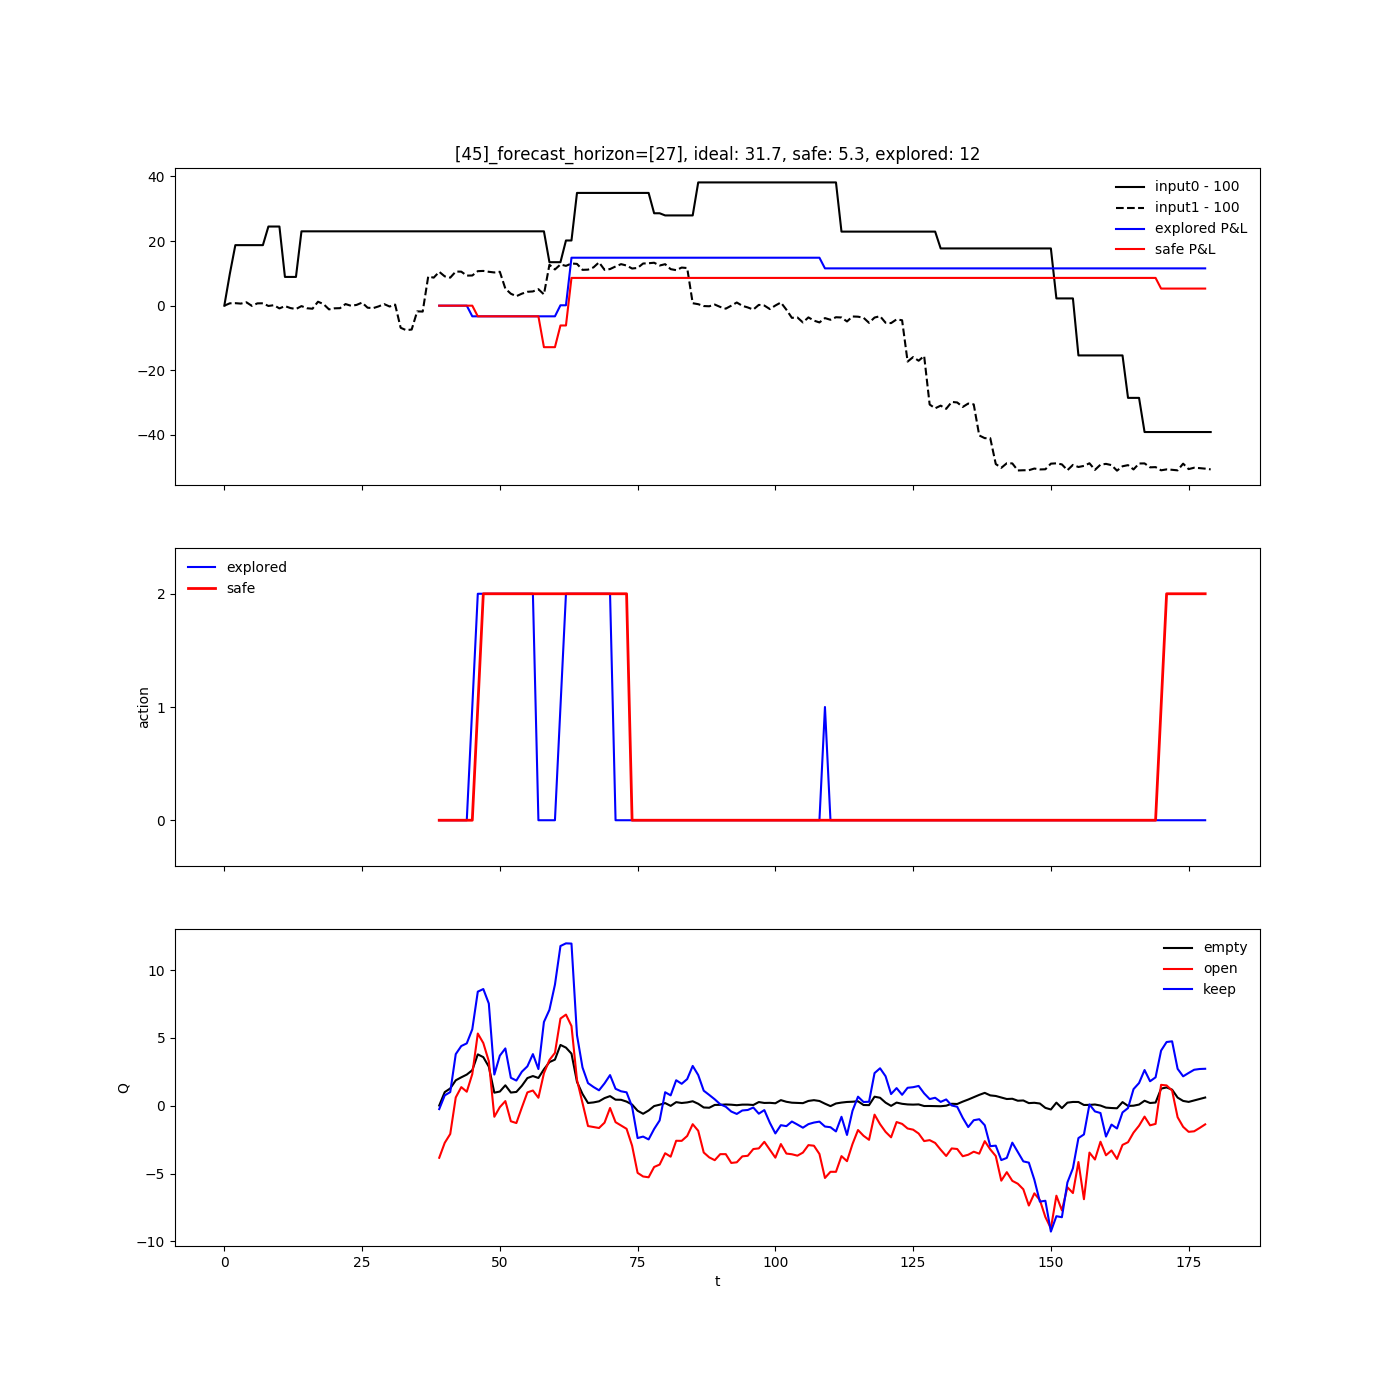 [45]_forecast_horizon=[27], ideal: 31.7, safe: 5.3, explored: 12
40
20
0
−20
−40
input0 - 100
input1 - 100
explored P&L
safe P&L
2
1
0
action
explored
safe
10
5
0
−5
−10
Q
empty
open
keep
0 25 50 75 100 125 150 175
t